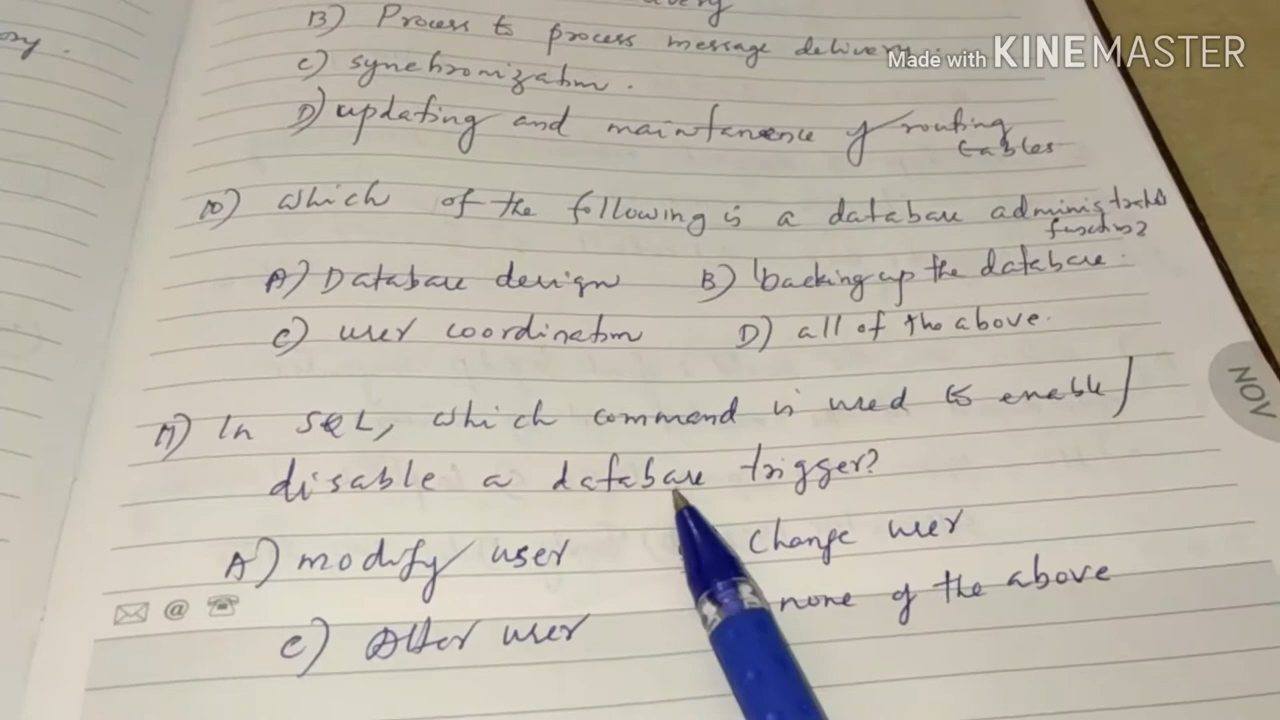 B) Process to process message delivery
Made with KINEMASTER
C) synchronization.
D) updating and maintenance of routing
tables
10) which of the following is a database administrator
function?
A) Database design B) backing up the database.
C) user coordination D) all of the above.
11) In SQL, which command is used to enable/
disable a database trigger?
A) modify user change user
none of the above
C) Alter user
NOV